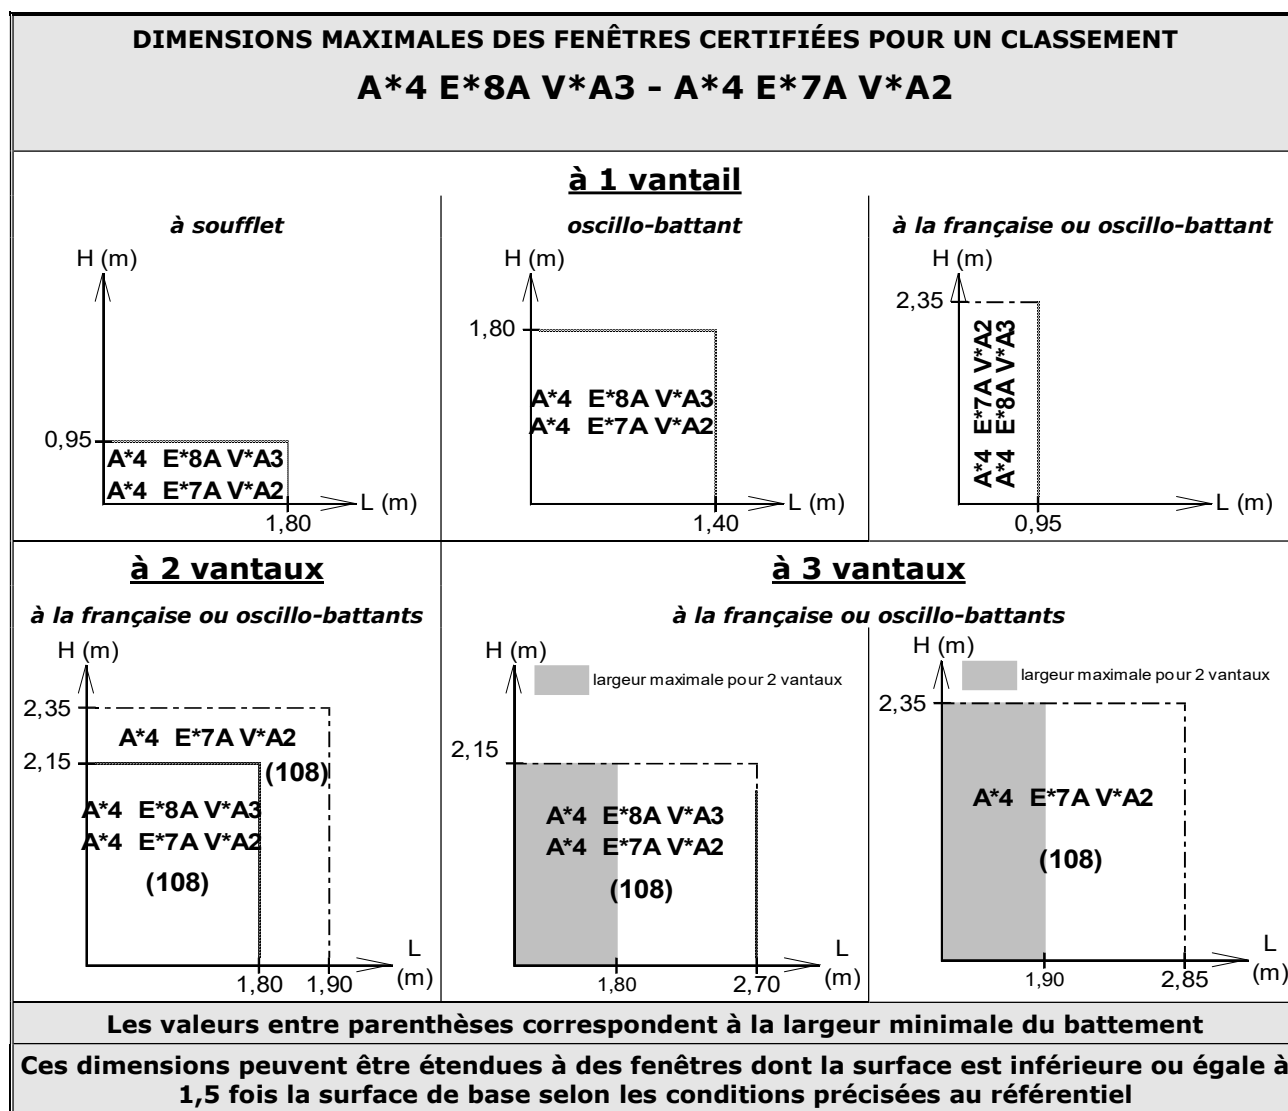 DIMENSIONS MAXIMALES DES FENÊTRES CERTIFIÉES POUR UN CLASSEMENT
A*4 E*8A V*A3 - A*4 E*7A V*A2
à 1 vantail
à soufflet
H (m)
0,95
A*4 E*8A V*A3
A*4 E*7A V*A2
L (m)
1,80
oscillo-battant
H (m)
1,80
A*4 E*8A V*A3
A*4 E*7A V*A2
L (m)
1,40
à la française ou oscillo-battant
H (m)
2,35
A*4 E*7A V*A2
A*4 E*8A V*A3
L (m)
0,95
à 2 vantaux
à la française ou oscillo-battants
H (m)
2,35
A*4 E*7A V*A2
2,15
(108)
A*4 E*8A V*A3
A*4 E*7A V*A2
(108)
L
(m)
1,80
1,90
à 3 vantaux
à la française ou oscillo-battants
H (m)
largeur maximale pour 2 vantaux
2,15
A*4 E*8A V*A3
A*4 E*7A V*A2
(108)
L
(m)
1,80
2,70
H (m)
largeur maximale pour 2 vantaux
2,35
A*4 E*7A V*A2
(108)
L
(m)
1,90
2,85
Les valeurs entre parenthèses correspondent à la largeur minimale du battement
Ces dimensions peuvent être étendues à des fenêtres dont la surface est inférieure ou égale à
1,5 fois la surface de base selon les conditions précisées au référentiel